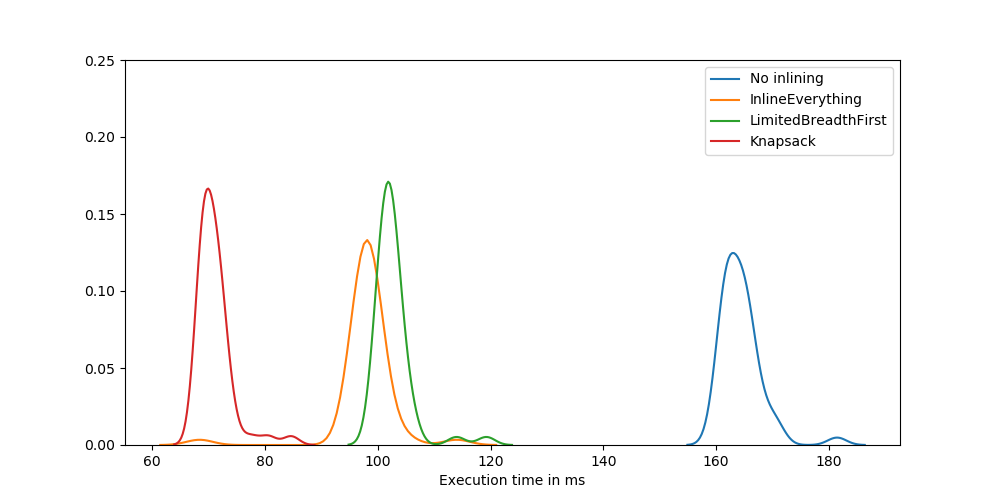 0.25
0.20
0.15
0.10
0.05
0.00
No inlining
InlineEverything
LimitedBreadthFirst
Knapsack
60 80 100 120 140 160 180
Execution time in ms